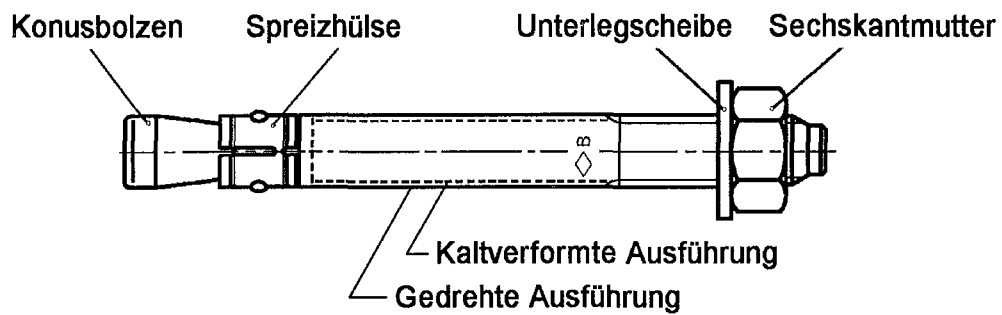 Konusbolzen Spreizhülse Unterlegscheibe Sechskantmutter
B
Kaltverformte Ausführung
Gedrehte Ausführung